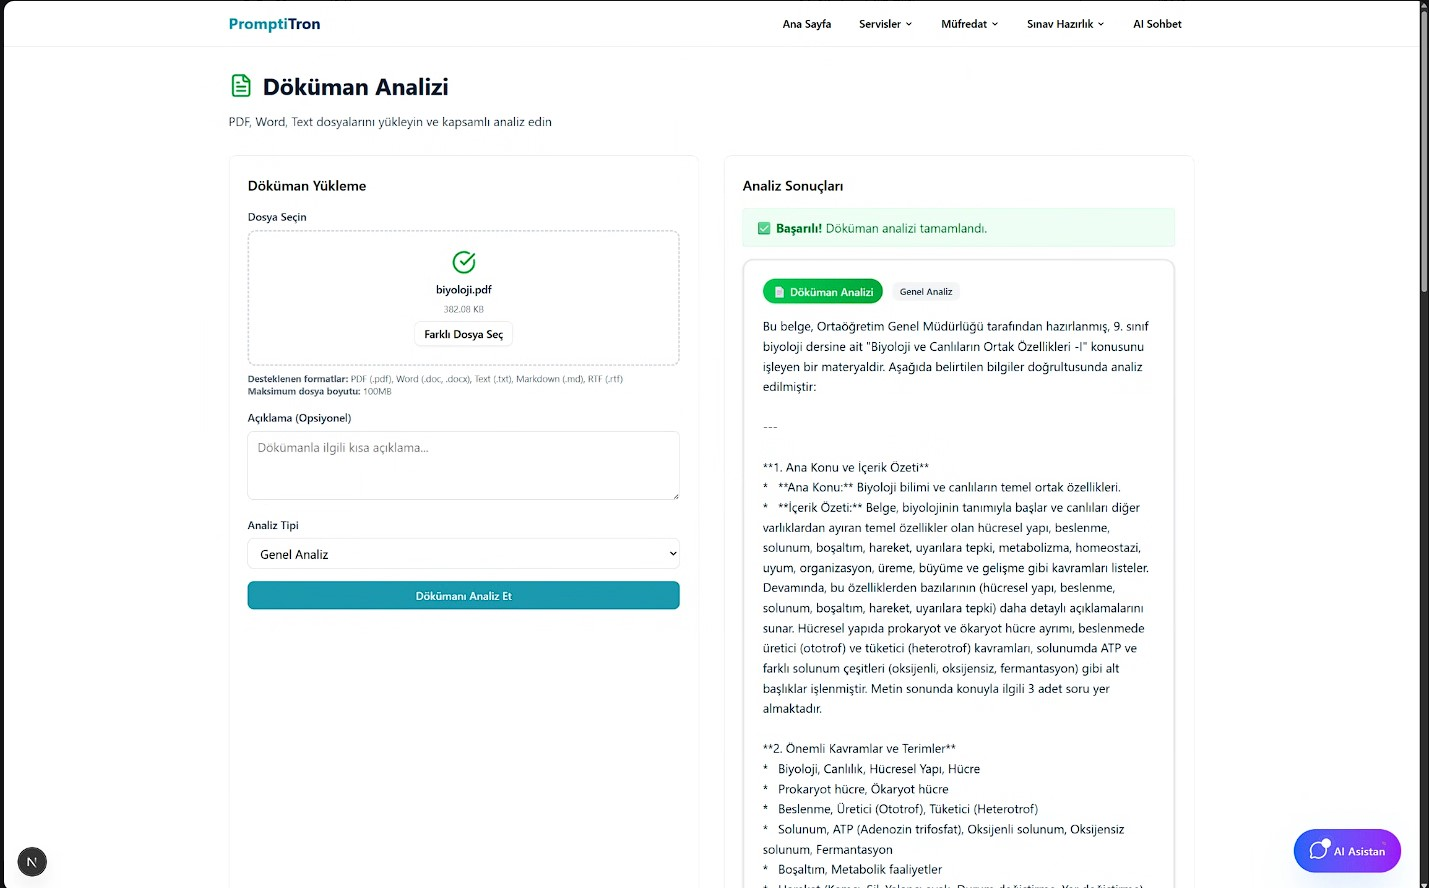 PromptiTron
Ana Sayfa
Servisler
Müfredat
Sınav Hazırlık
AI Sohbet
Döküman Analizi
PDF, Word, Text dosyalarını yükleyin ve kapsamlı analiz edin
Döküman Yükleme
Dosya Seçin
biyoloji.pdf
382.08 KB
Farklı Dosya Seç
Desteklenen formatlar: PDF (.pdf), Word (.doc, .docx), Text (.txt), Markdown (.md), RTF (.rtf)
Maksimum dosya boyutu: 100MB
Açıklama (Opsiyonel)
Dökümanla ilgili kısa açıklama...
Analiz Tipi
Genel Analiz
Dökümanı Analiz Et
Analiz Sonuçları
Başarılı! Döküman analizi tamamlandı.
Döküman Analizi
Genel Analiz
Bu belge, Ortaöğretim Genel Müdürlüğü tarafından hazırlanmış, 9. sınıf
biyoloji dersine ait "Biyoloji ve Canlıların Ortak Özellikleri -I" konusunu
işleyen bir materyaldir. Aşağıda belirtilen bilgiler doğrultusunda analiz
edilmiştir:
---
**1. Ana Konu ve İçerik Özeti**
* **Ana Konu:** Biyoloji bilimi ve canlıların temel ortak özellikleri.
* **İçerik Özeti:** Belge, biyolojinin tanımıyla başlar ve canlıları diğer
varlıklardan ayıran temel özellikler olan hücresel yapı, beslenme,
solunum, boşaltım, hareket, uyarılara tepki, metabolizma, homeostazi,
uyum, organizasyon, üreme, büyüme ve gelişme gibi kavramları listeler.
Devamında, bu özelliklerden bazılarının (hücresel yapı, beslenme,
solunum, boşaltım, hareket, uyarılara tepki) daha detaylı açıklamalarını
sunar. Hücresel yapıda prokaryot ve ökaryot hücre ayrımı, beslenmede
üretici (ototrof) ve tüketici (heterotrof) kavramları, solunumda ATP ve
farklı solunum çeşitleri (oksijenli, oksijensiz, fermantasyon) gibi alt
başlıklar işlenmiştir. Metin sonunda konuyla ilgili 3 adet soru yer
almaktadır.
**2. Önemli Kavramlar ve Terimler**
* Biyoloji, Canlılık, Hücresel Yapı, Hücre
* Prokaryot hücre, Ökaryot hücre
* Beslenme, Üretici (Ototrof), Tüketici (Heterotrof)
* Solunum, ATP (Adenozin trifosfat), Oksijenli solunum, Oksijensiz
solunum, Fermantasyon
* Boşaltım, Metabolik faaliyetler
AI Asistan
N